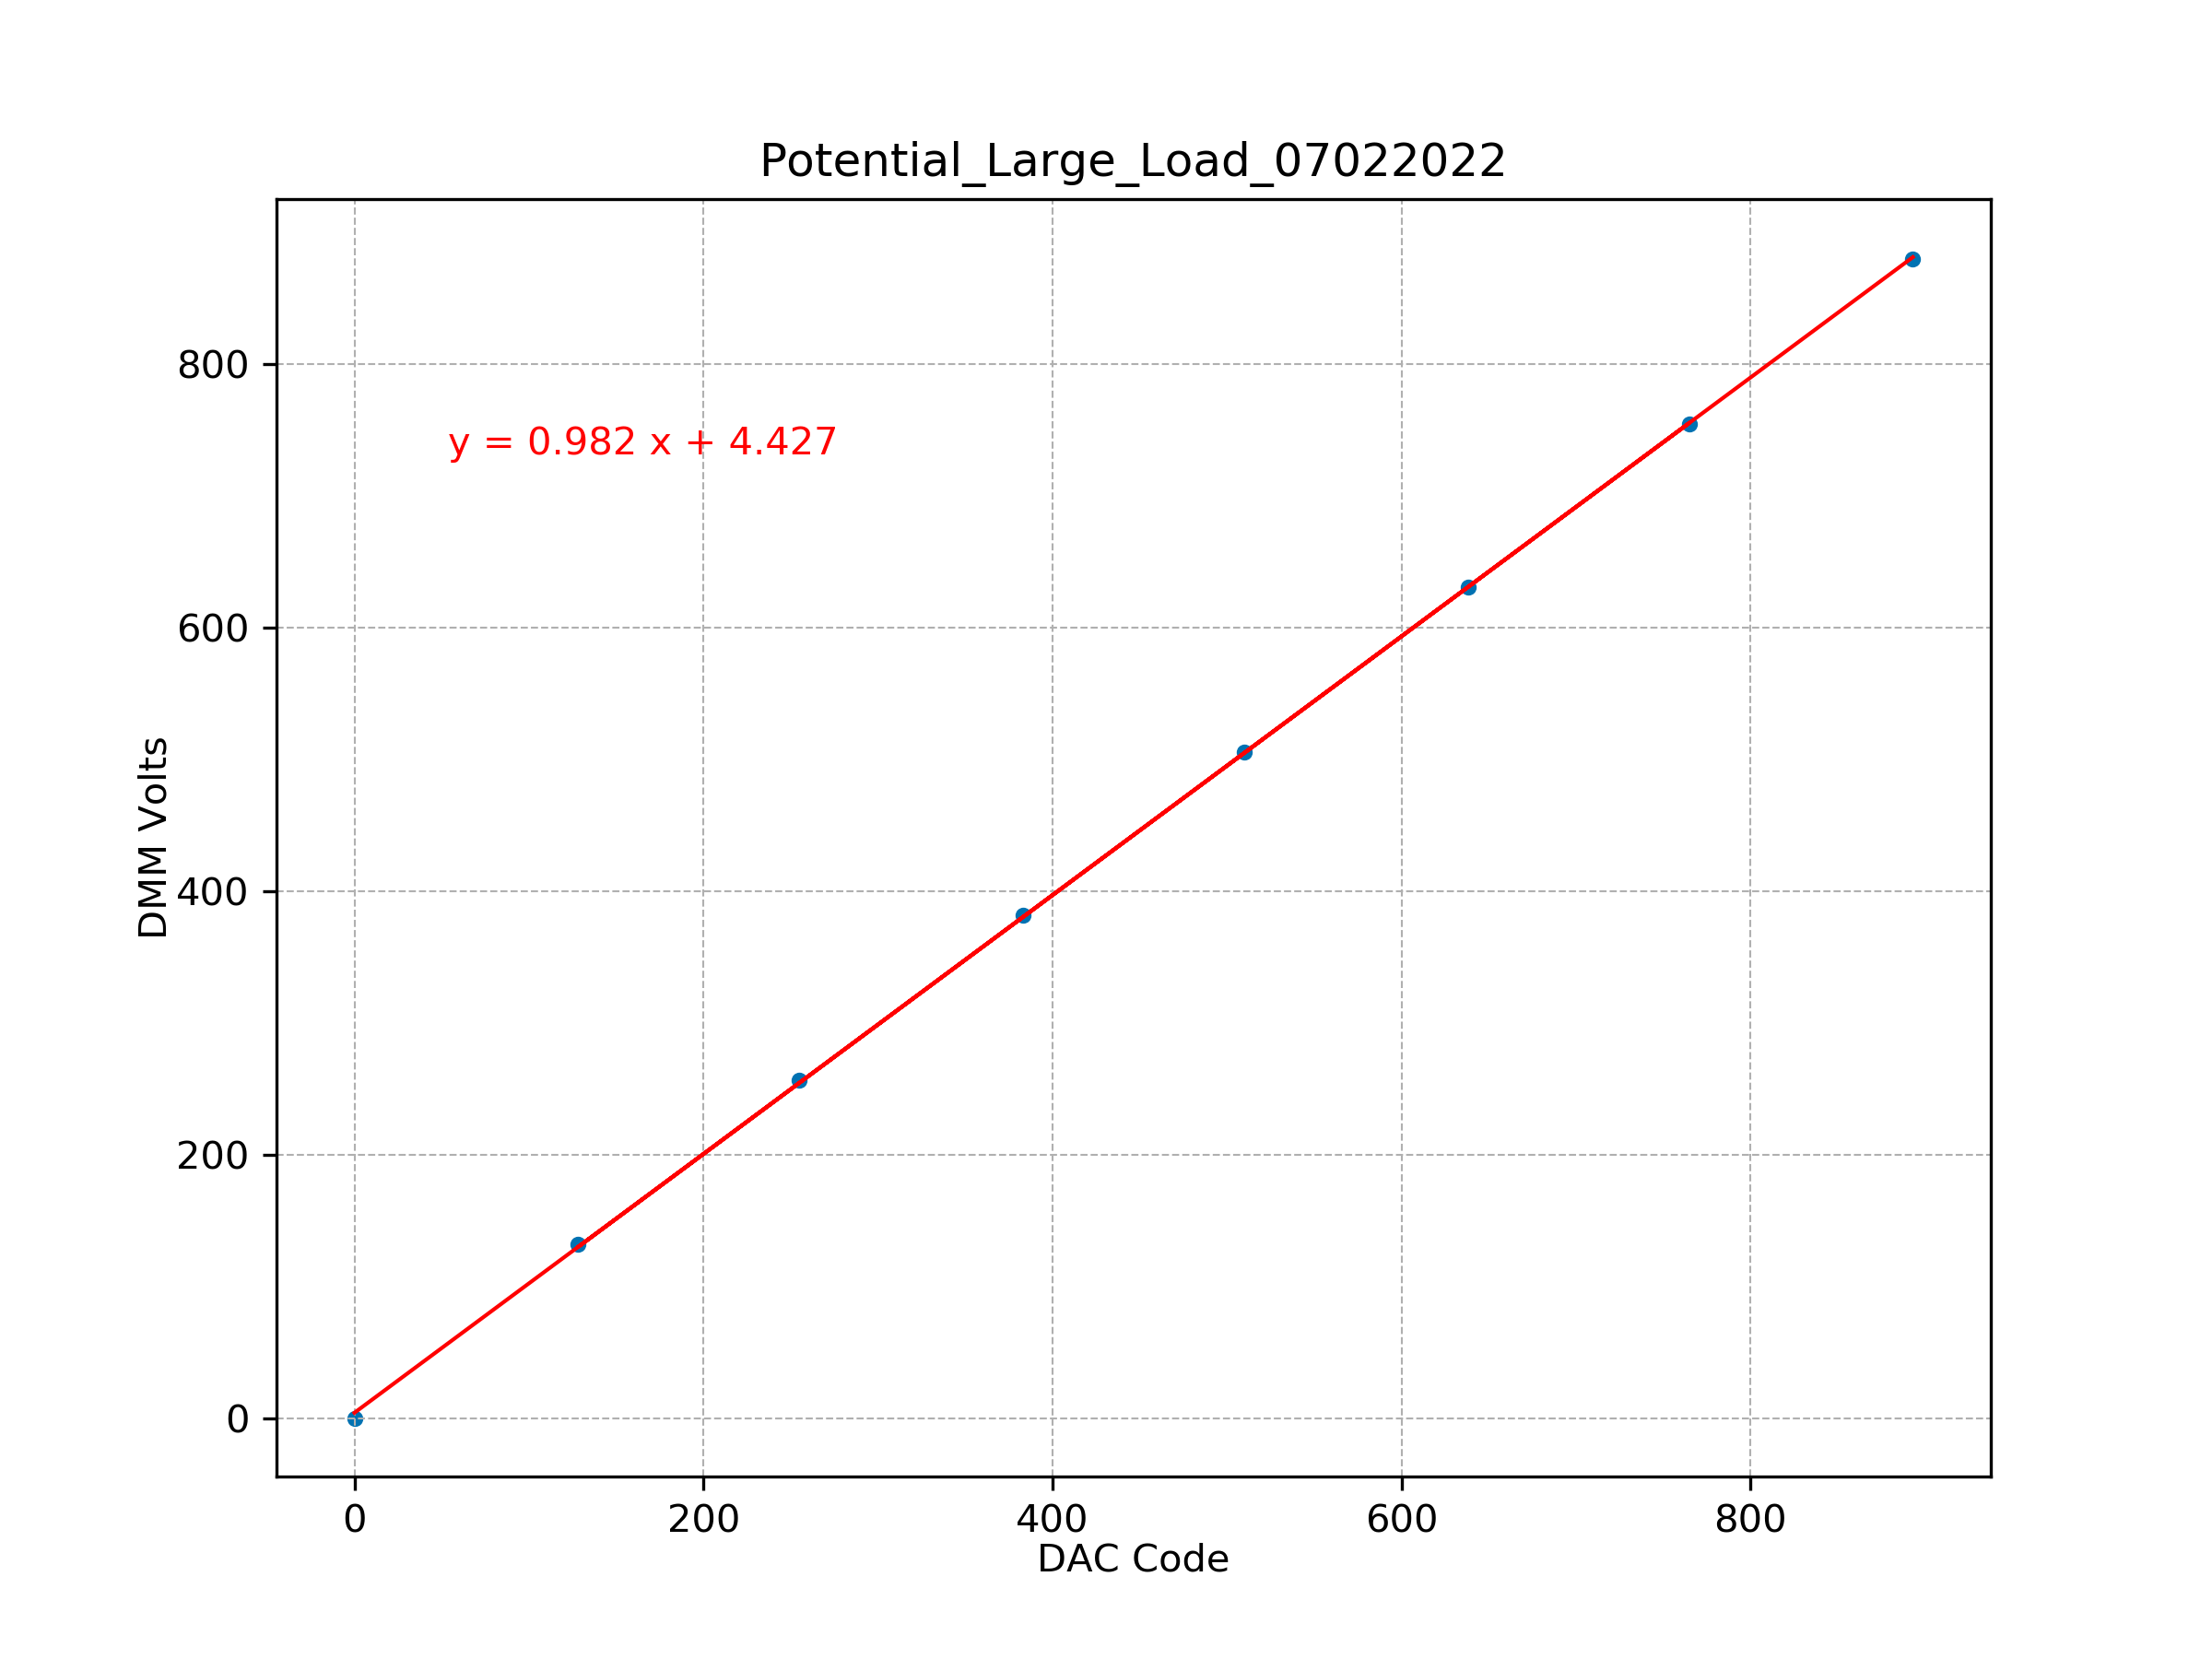 Potential_Large_Load_07022022
800
y = 0.982 x + 4.427
600
DMM Volts
400
200
0
0 200 400 600 800
DAC Code